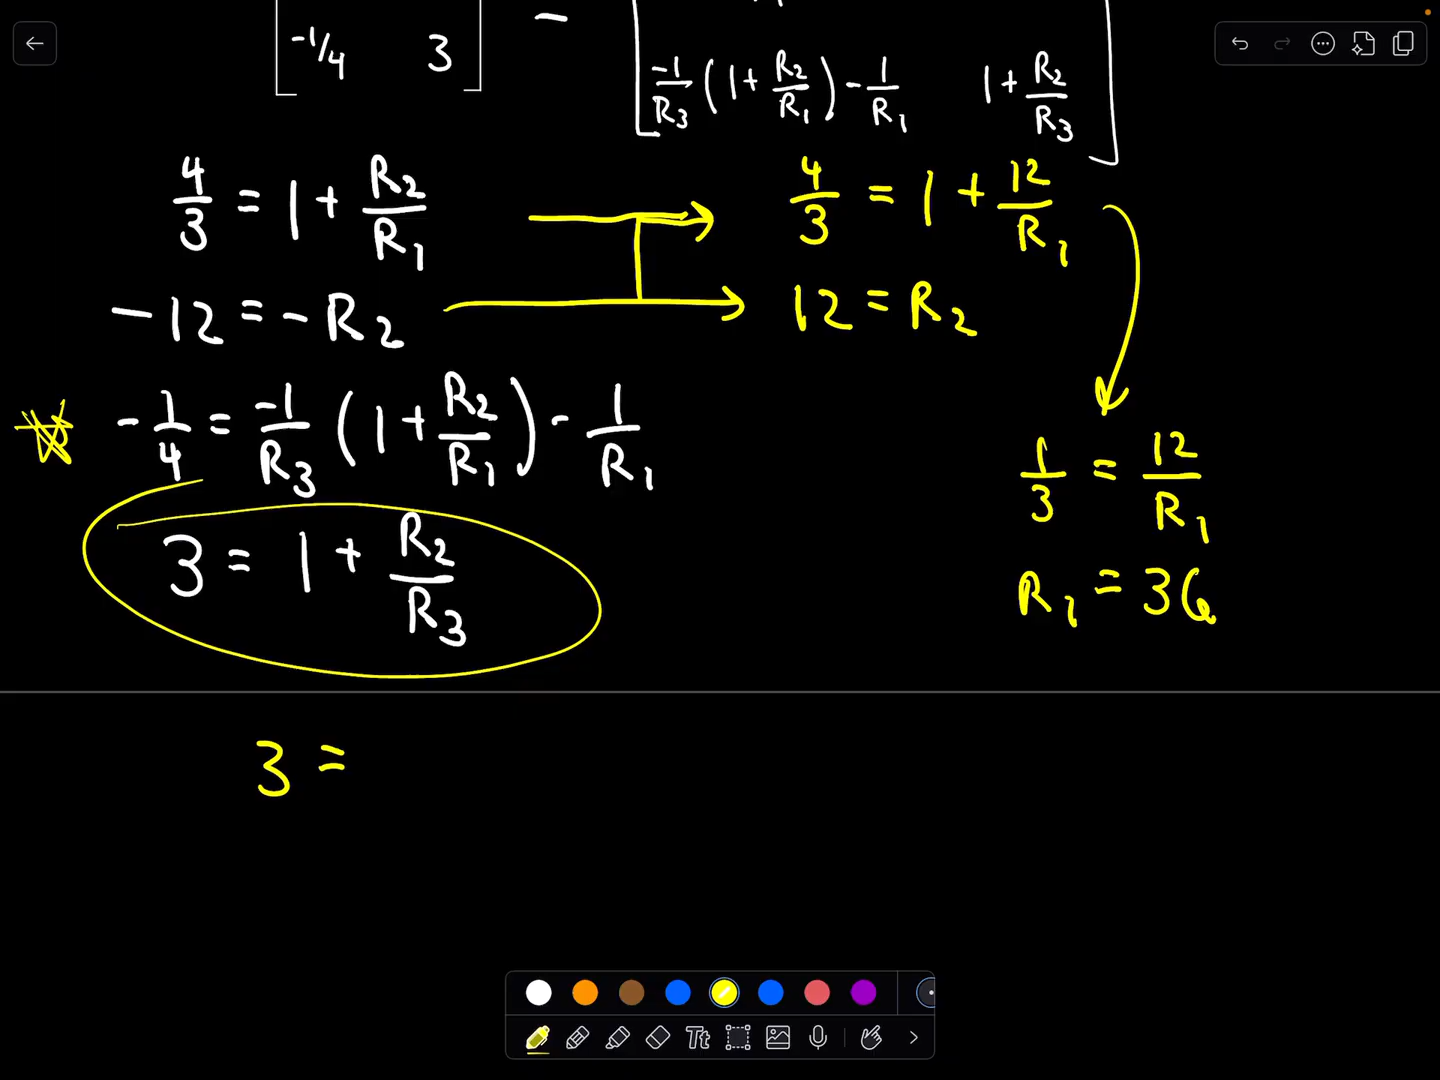 -1/4 3 − -1/R3 (1 + R2/R1) - 1/R1 1 + R2/R3
4/3 = 1 + R2/R1
4/3 = 1 + 12/R1
-12 = -R2
12 = R2
-1/4 = -1/R3 (1 + R2/R1) - 1/R1
1/3 = 12/R1
3 = 1 + R2/R3
R1 = 36
3 =
Tt